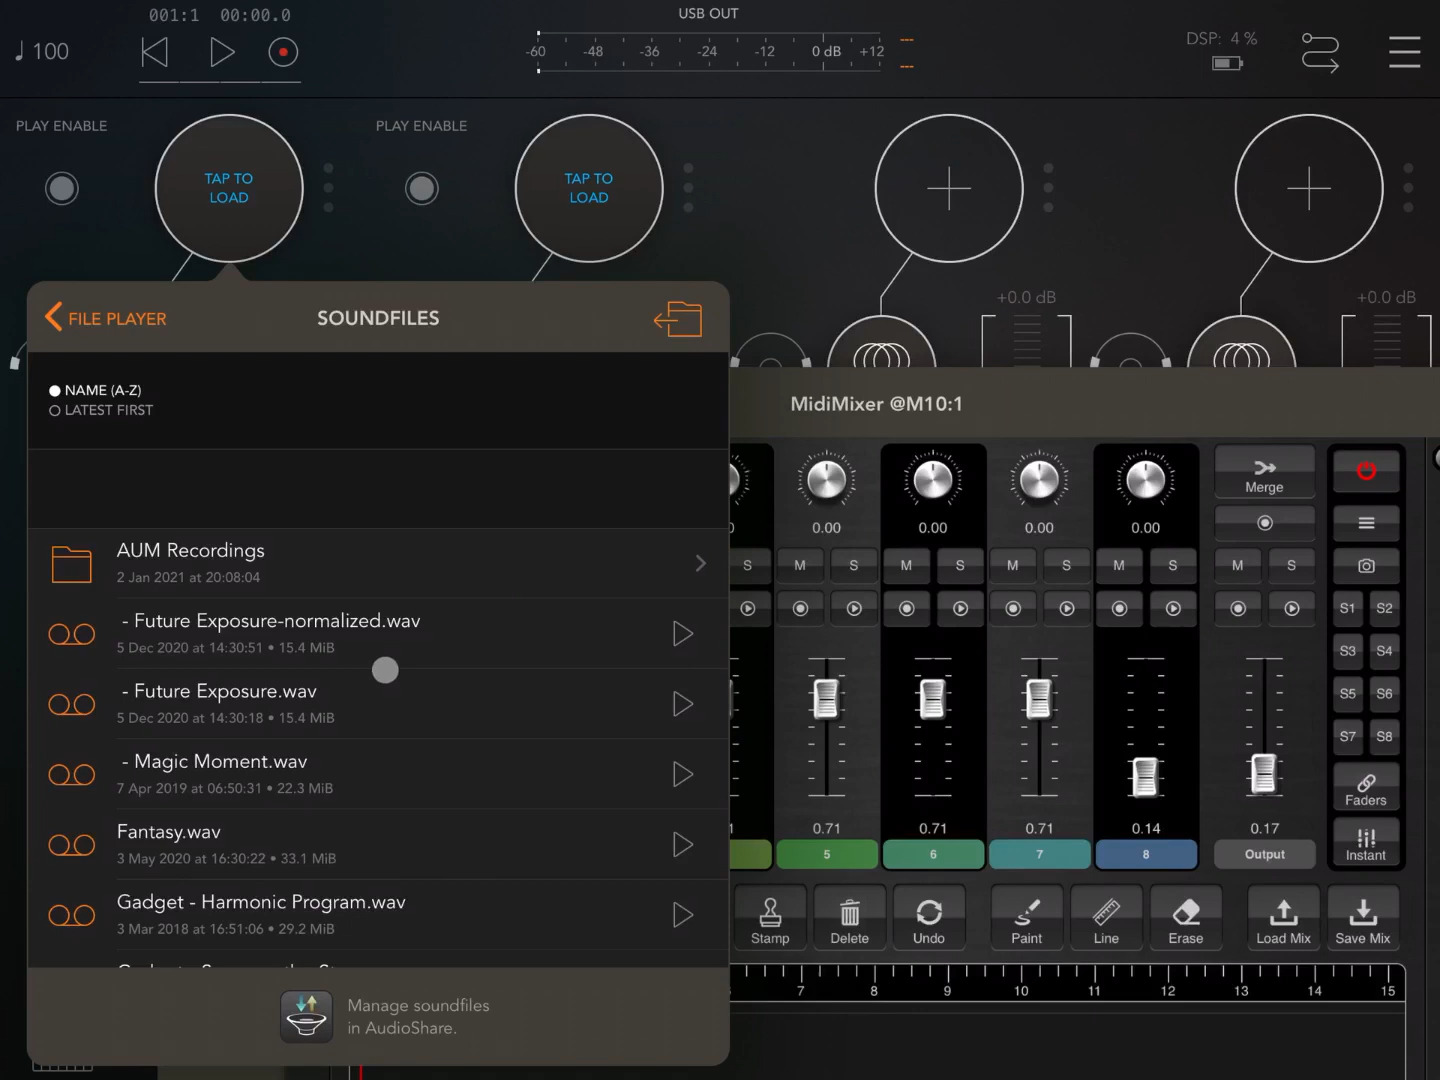 001:1 00:00.0
100
USB OUT
-60 -48 -36 -24 -12 0 dB +12
DSP: 4 %
PLAY ENABLE
TAP TO
LOAD
PLAY ENABLE
TAP TO
LOAD
+0.0 dB
+0.0 dB
FILE PLAYER
SOUNDFILES
NAME (A-Z)
LATEST FIRST
AUM Recordings
2 Jan 2021 at 20:08:04
- Future Exposure-normalized.wav
5 Dec 2020 at 14:30:51 • 15.4 MiB
- Future Exposure.wav
5 Dec 2020 at 14:30:18 • 15.4 MiB
- Magic Moment.wav
7 Apr 2019 at 06:50:31 • 22.3 MiB
Fantasy.wav
3 May 2020 at 16:30:22 • 33.1 MiB
Gadget - Harmonic Program.wav
3 Mar 2018 at 16:51:06 • 29.2 MiB
Manage soundfiles
in AudioShare.
MidiMixer @M10:1
0.00 0.00 0.00 0.00
Merge
S M S M S M S M S M S
S1 S2
S3 S4
S5 S6
S7 S8
Faders
Instant
0.71 0.71 0.71 0.14 0.17
5 6 7 8 Output
Stamp Delete Undo Paint Line Erase Load Mix Save Mix
7 8 9 10 11 12 13 14 15